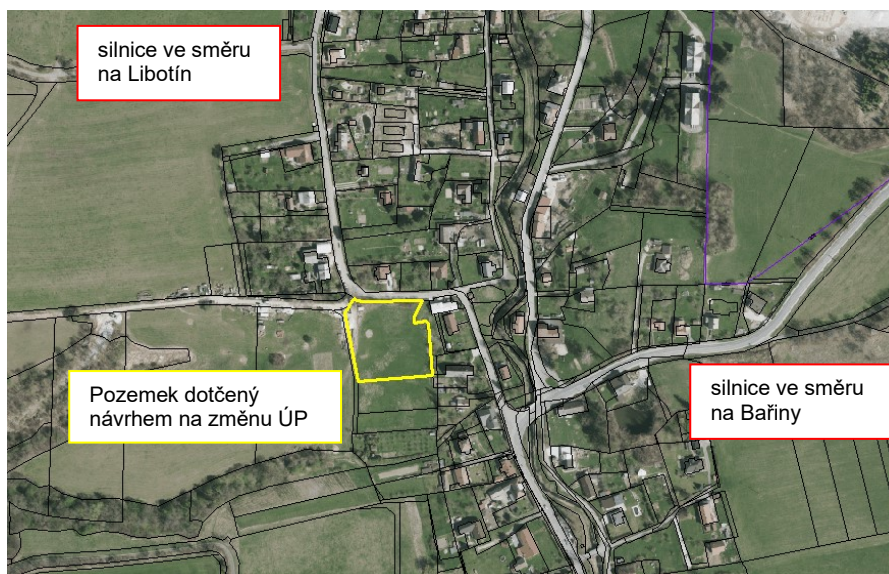 silnice ve směru
na Libotín
Pozemek dotčený
návrhem na změnu ÚP
silnice ve směru
na Bařiny